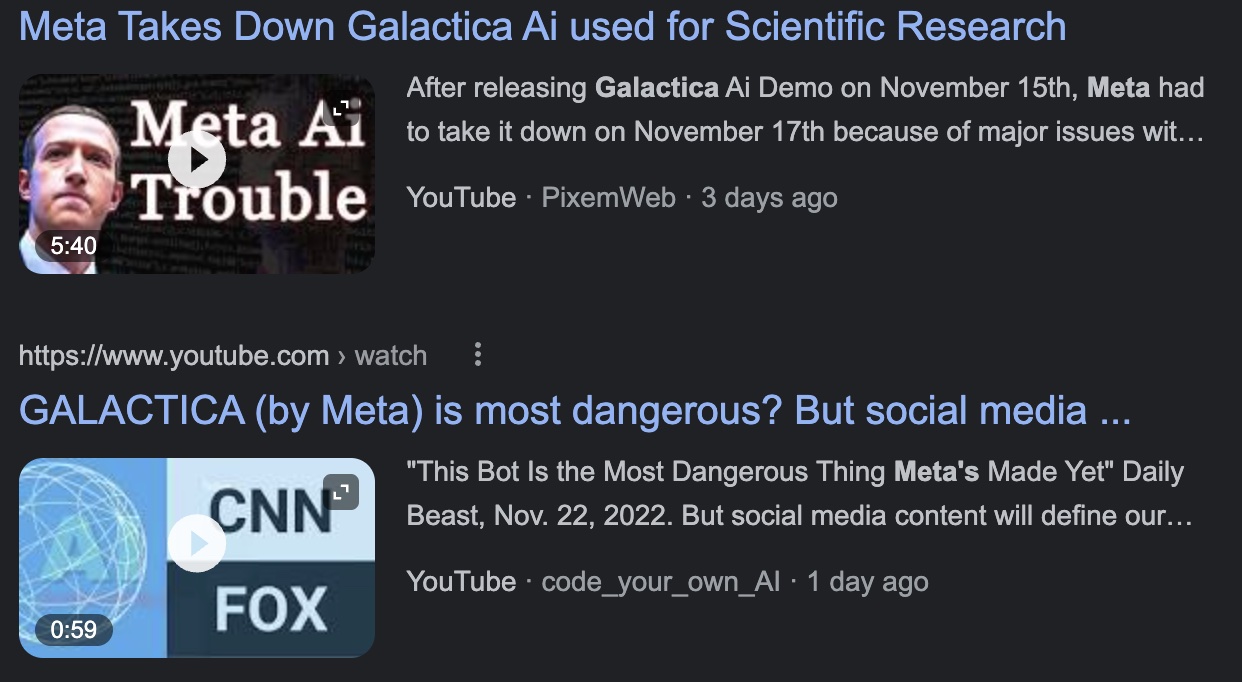 Meta Takes Down Galactica Ai used for Scientific Research
Meta Ai
Trouble
5:40
After releasing Galactica Ai Demo on November 15th, Meta had
to take it down on November 17th because of major issues wit...
YouTube · PixemWeb · 3 days ago
https://www.youtube.com › watch
GALACTICA (by Meta) is most dangerous? But social media ...
CNN
FOX
0:59
"This Bot Is the Most Dangerous Thing Meta's Made Yet" Daily
Beast, Nov. 22, 2022. But social media content will define our...
YouTube · code_your_own_AI · 1 day ago